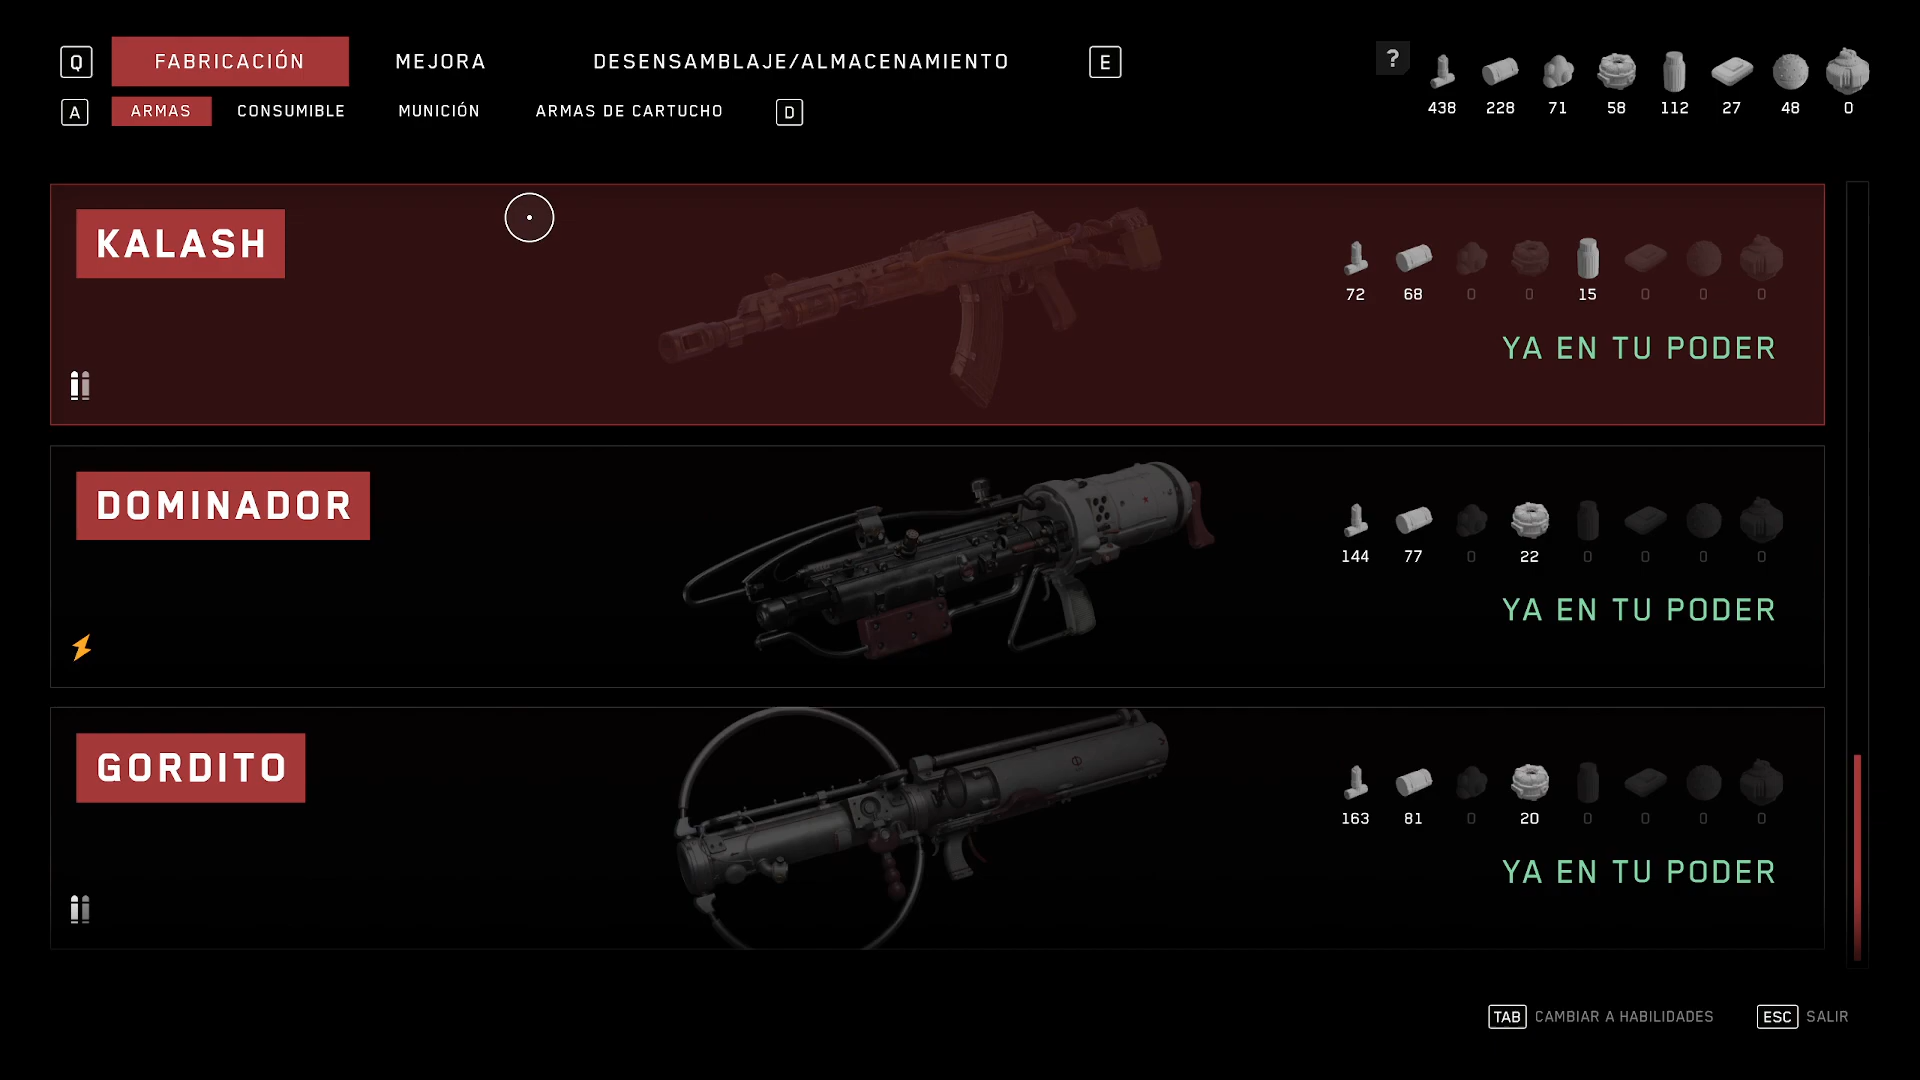 Q FABRICACIÓN MEJORA DESENSAMBLAJE/ALMACENAMIENTO E ?
438 228 71 58 112 27 48 0
A ARMAS CONSUMIBLE MUNICIÓN ARMAS DE CARTUCHO D
KALASH
72 68 0 0 15 0 0 0
YA EN TU PODER
DOMINADOR
144 77 0 22 0 0 0 0
YA EN TU PODER
GORDITO
163 81 0 20 0 0 0 0
YA EN TU PODER
TAB CAMBIAR A HABILIDADES ESC SALIR